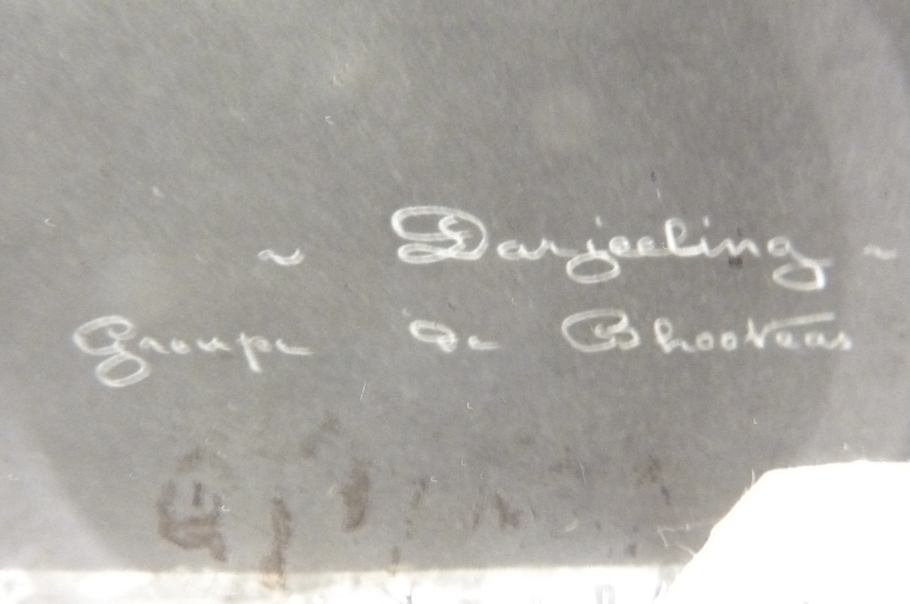 ~ Darjeeling ~
Groupe de Bhooteas